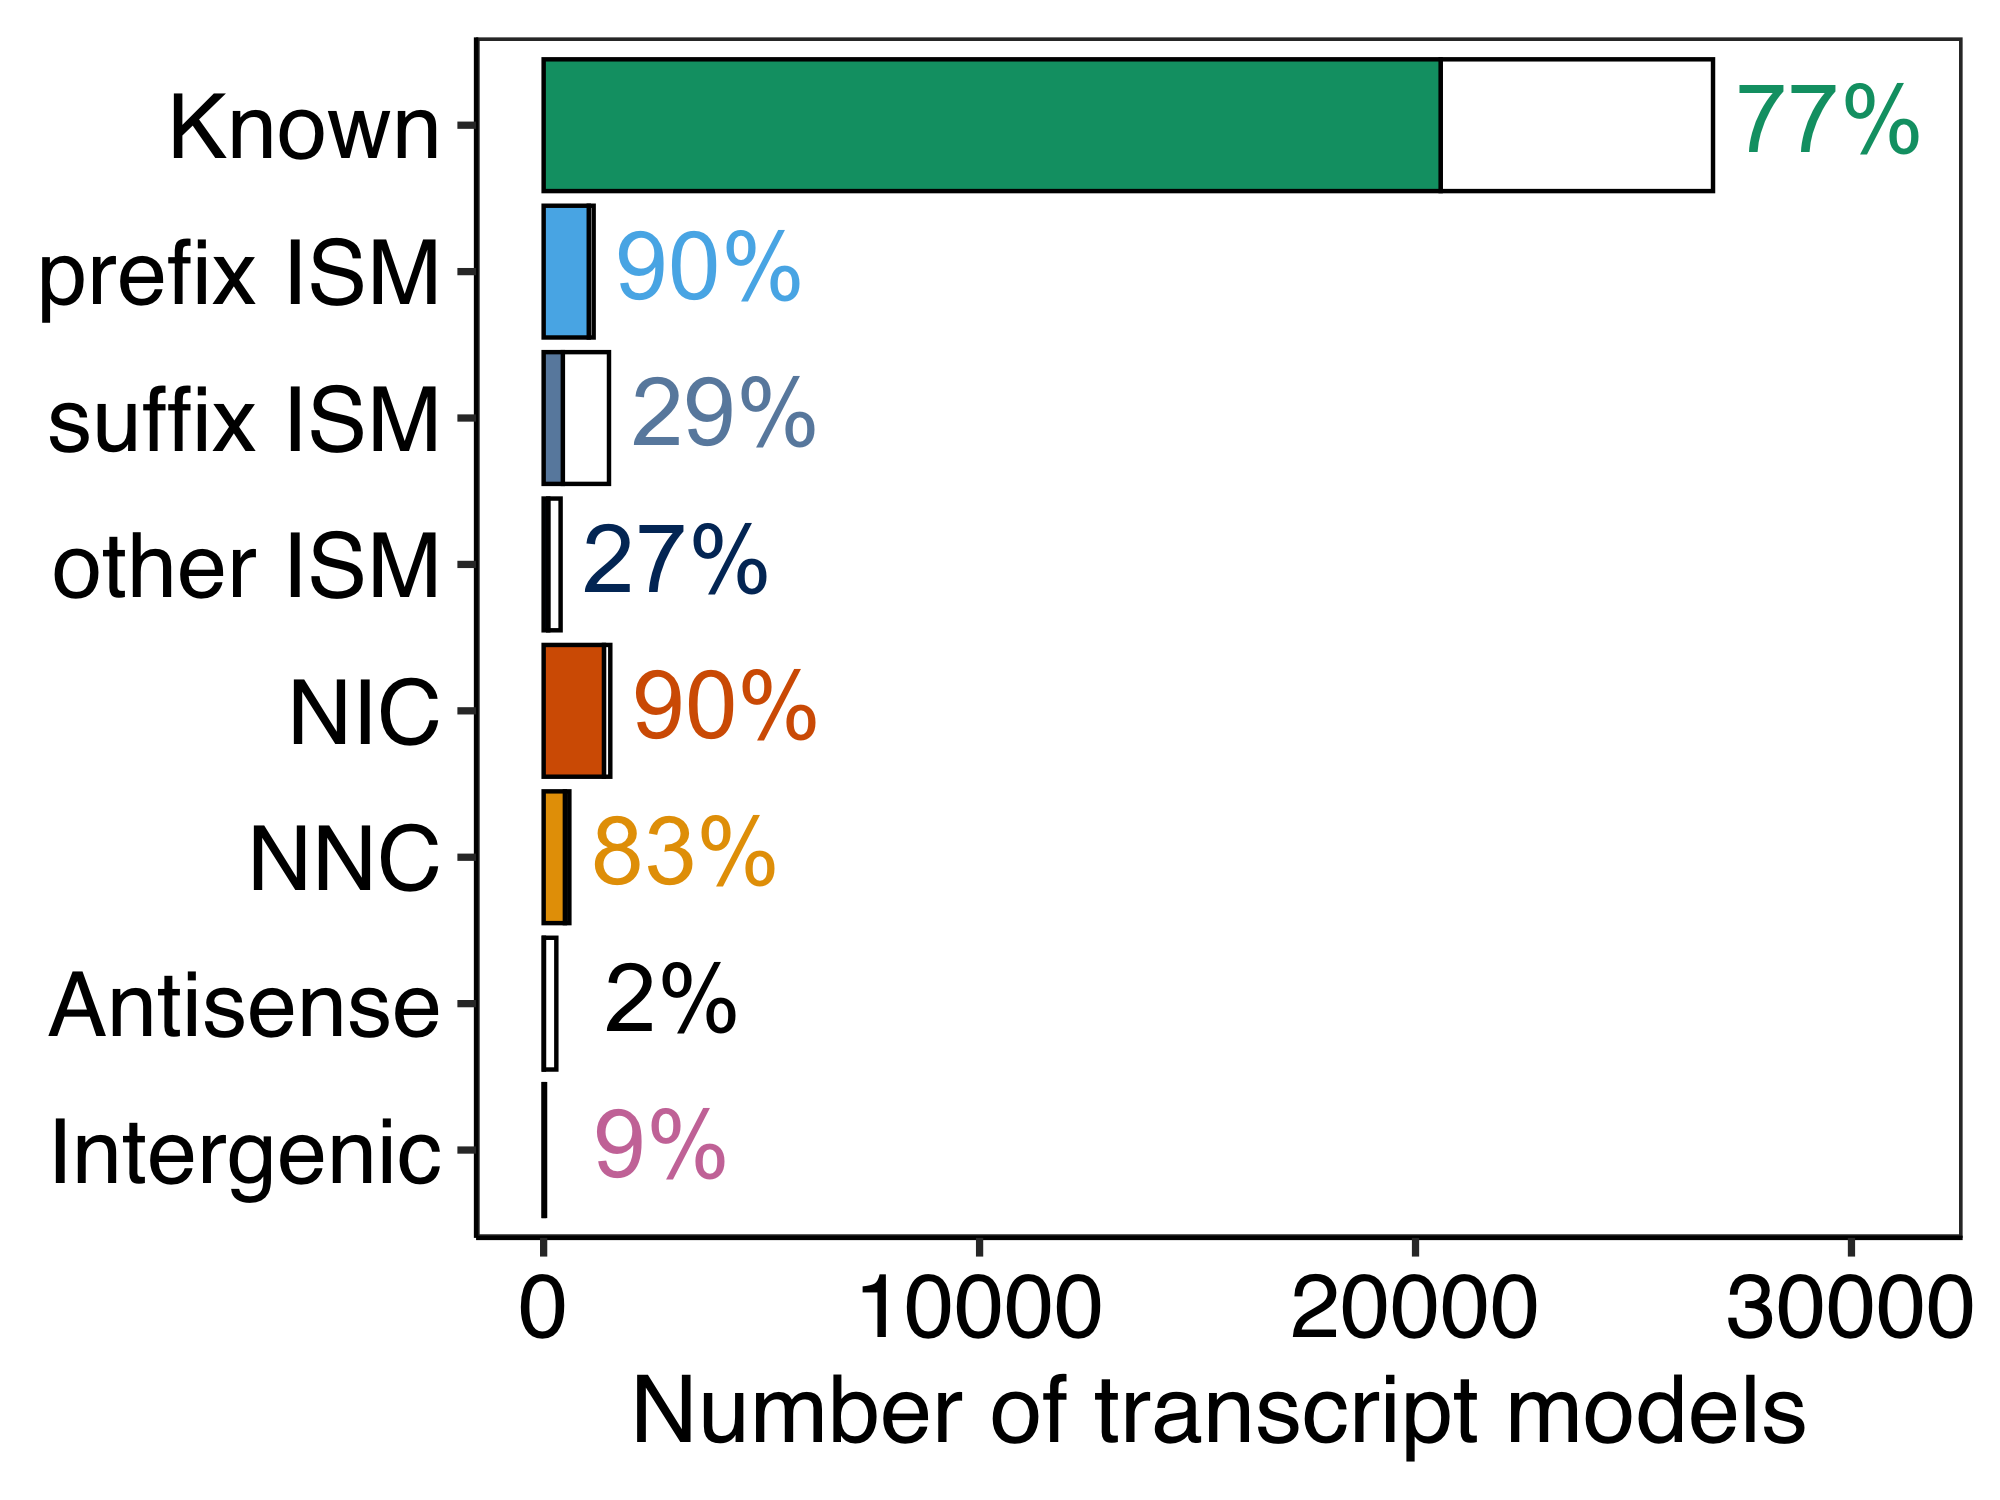 Known 77%
prefix ISM 90%
suffix ISM 29%
other ISM 27%
NIC 90%
NNC 83%
Antisense 2%
Intergenic 9%
0 10000 20000 30000
Number of transcript models